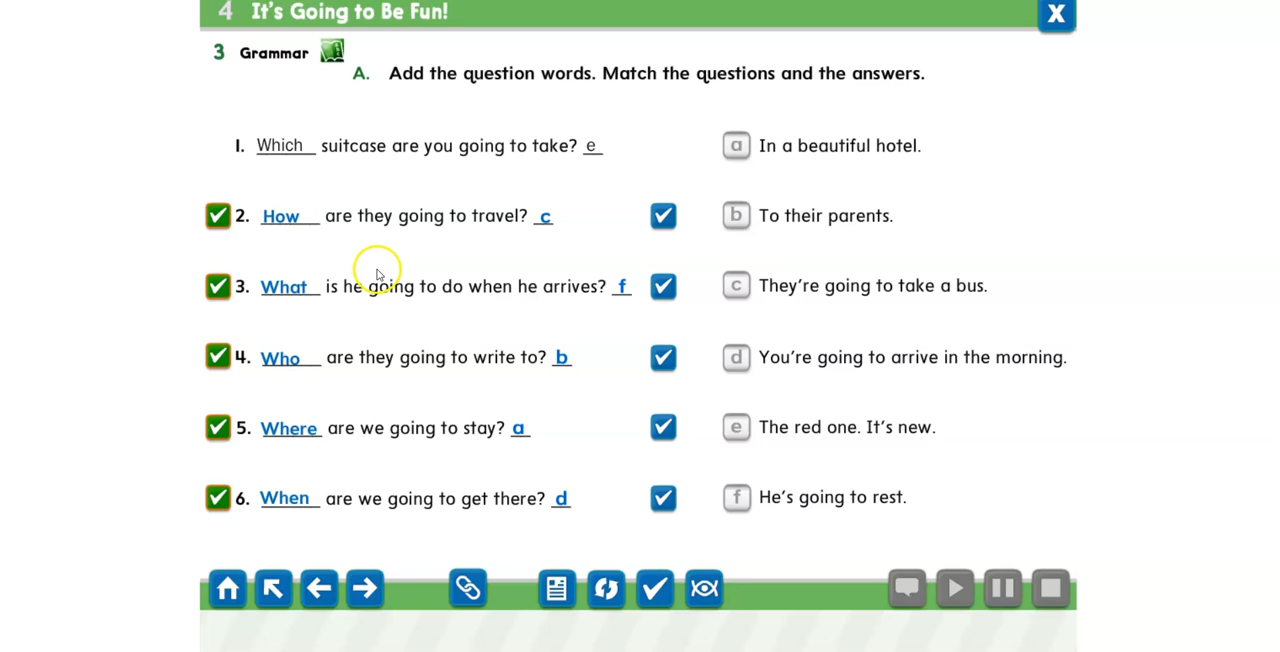 4 It's Going to Be Fun!
X
3 Grammar
A. Add the question words. Match the questions and the answers.
1. Which suitcase are you going to take? e
a In a beautiful hotel.
2. How are they going to travel? c
b To their parents.
3. What is he going to do when he arrives? f
c They're going to take a bus.
4. Who are they going to write to? b
d You're going to arrive in the morning.
5. Where are we going to stay? a
e The red one. It's new.
6. When are we going to get there? d
f He's going to rest.